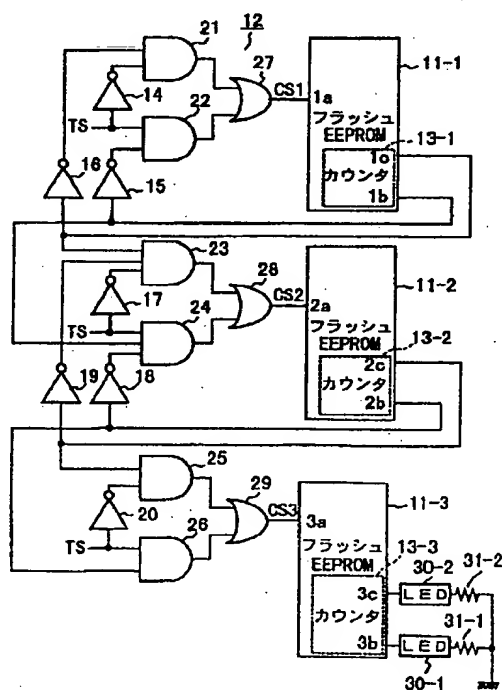 12
21
27
CS1
14
22
TS
16
15
1a
フラッシュ
EEPROM
11-1
13-1
1c
カウンタ
1b
23
28
CS2
17
24
TS
19
18
2a
フラッシュ
EEPROM
11-2
13-2
2c
カウンタ
2b
25
29
CS3
20
26
TS
3a
フラッシュ
EEPROM
11-3
13-3
3c
カウンタ
3b
30-2
31-2
LED
31-1
LED
30-1